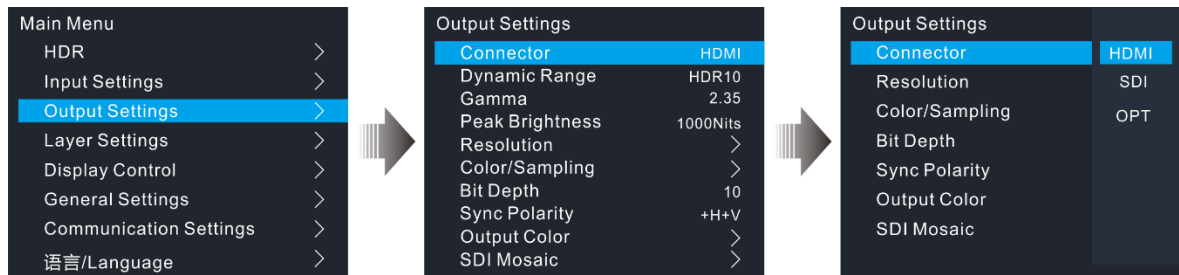 Main Menu
HDR >
Input Settings >
Output Settings >
Layer Settings >
Display Control >
General Settings >
Communication Settings >
语言/Language >
Output Settings
Connector HDMI
Dynamic Range HDR10
Gamma 2.35
Peak Brightness 1000Nits
Resolution >
Color/Sampling >
Bit Depth 10
Sync Polarity +H+V
Output Color >
SDI Mosaic >
Output Settings
Connector HDMI
Resolution SDI
Color/Sampling OPT
Bit Depth
Sync Polarity
Output Color
SDI Mosaic